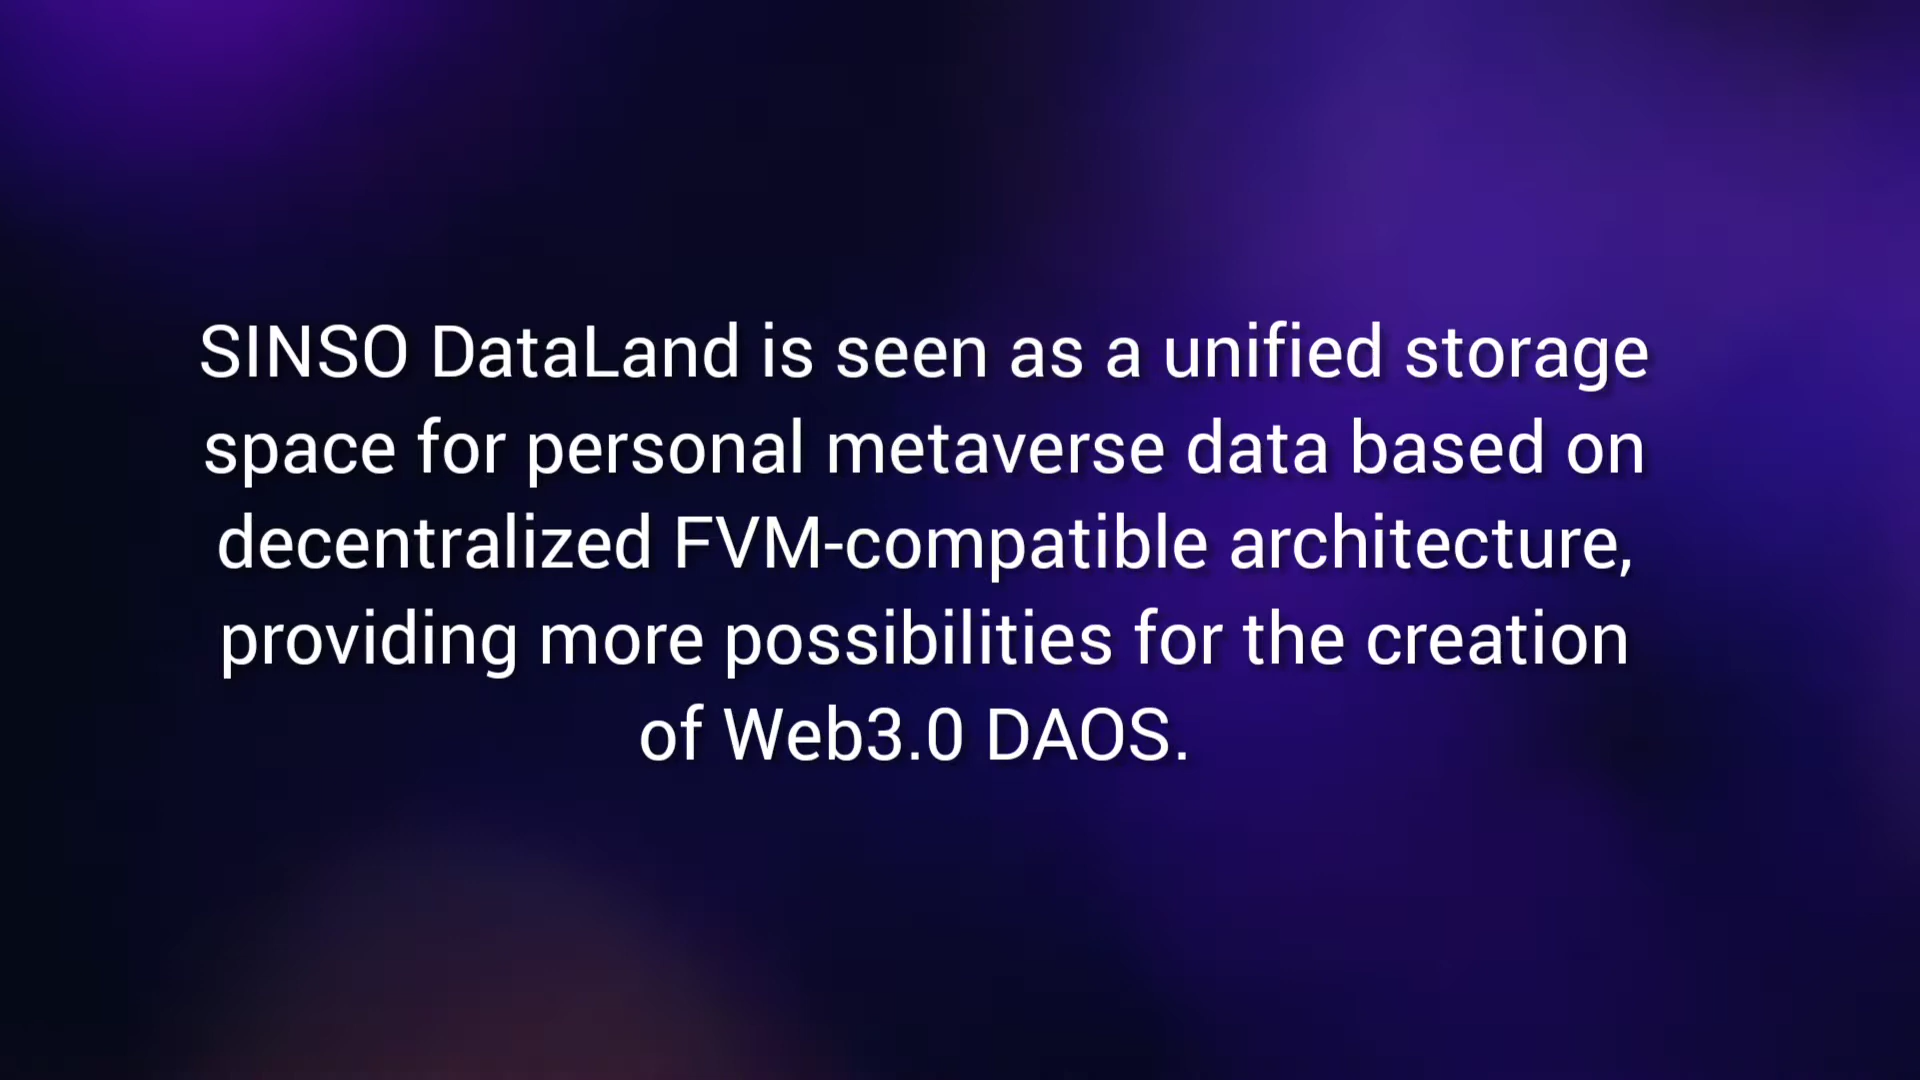 SINSO DataLand is seen as a unified storage
space for personal metaverse data based on
decentralized FVM-compatible architecture,
providing more possibilities for the creation
of Web3.0 DAOS.